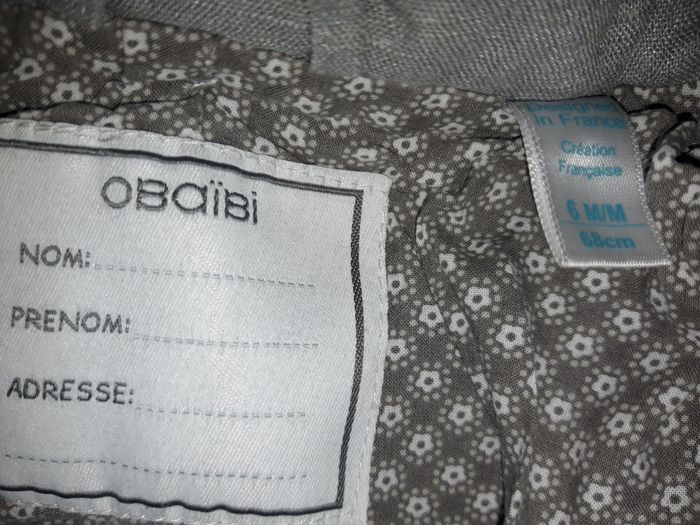 OBaïBi
NOM:
PRENOM:
ADRESSE:
Designed
in France
Création
Française
6 M/M
68cm